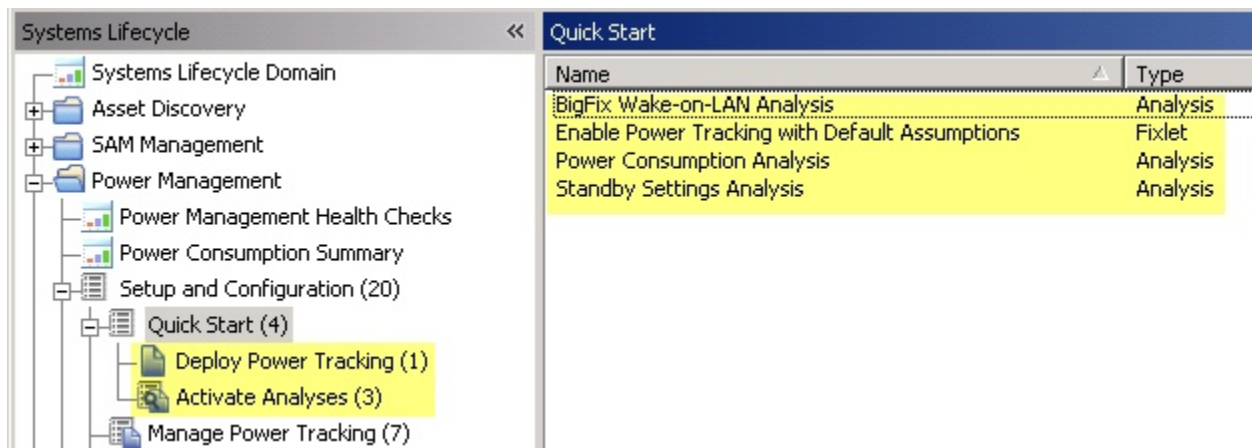 Systems Lifecycle
Systems Lifecycle Domain
Asset Discovery
SAM Management
Power Management
Power Management Health Checks
Power Consumption Summary
Setup and Configuration (20)
Quick Start (4)
Deploy Power Tracking (1)
Activate Analyses (3)
Manage Power Tracking (7)
Quick Start
Name Type
BigFix Wake-on-LAN Analysis Analysis
Enable Power Tracking with Default Assumptions Fixlet
Power Consumption Analysis Analysis
Standby Settings Analysis Analysis